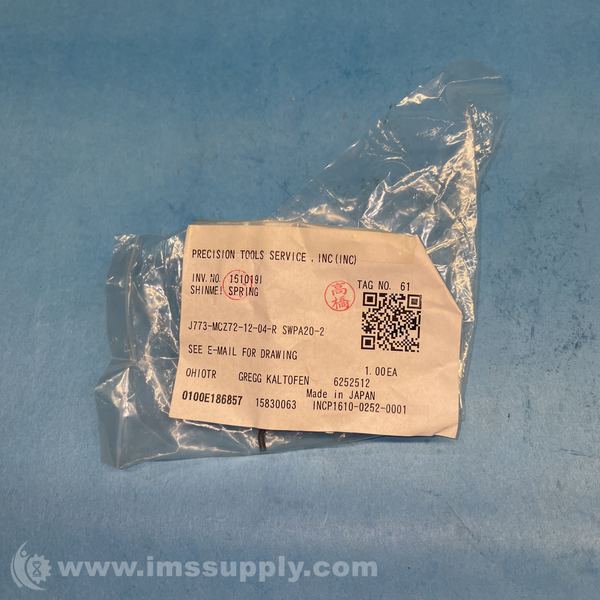 PRECISION TOOLS SERVICE , INC(INC)
INV.NO. 1510191
SHINMEI SPRING
高橋
TAG NO. 61
J773-MCZ72-12-04-R SWPA20-2
SEE E-MAIL FOR DRAWING
1.00EA
OHIOTR GREGG KALTOFEN 6252512
Made in JAPAN
0100E186857 15830063 INCP1610-0252-0001
www.imssupply.com